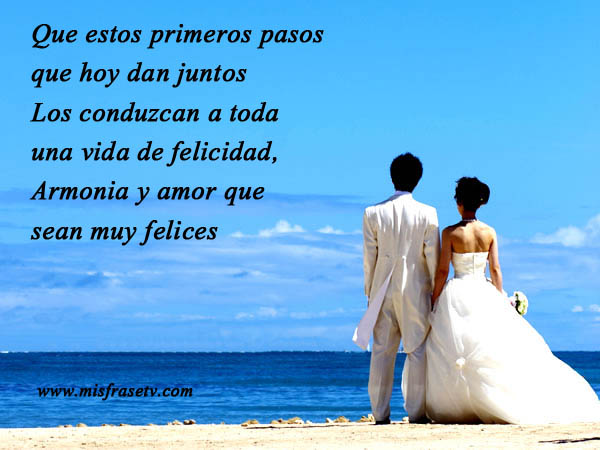 Que estos primeros pasos
que hoy dan juntos
Los conduzcan a toda
una vida de felicidad,
Armonia y amor que
sean muy felices
www.misfrasetv.com